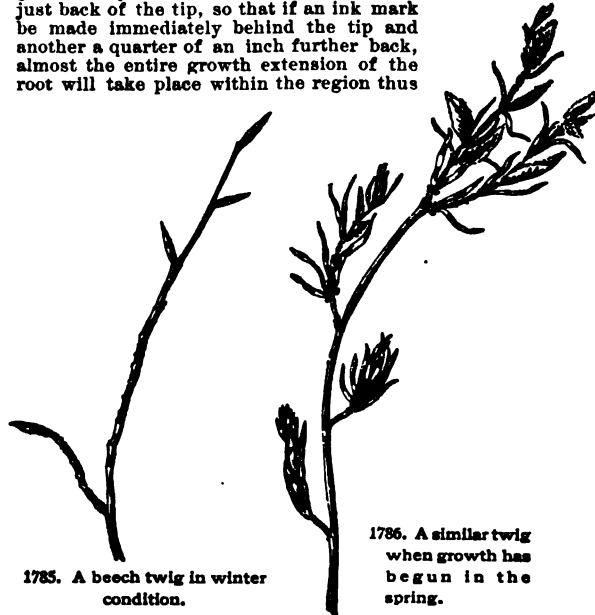 just back of the tip, so that if an ink mark
be made immediately behind the tip and
another a quarter of an inch further back,
almost the entire growth extension of the
root will take place within the region thus
1785. A beech twig in winter
condition.
1786. A similar twig
when growth has
begun in the
spring.